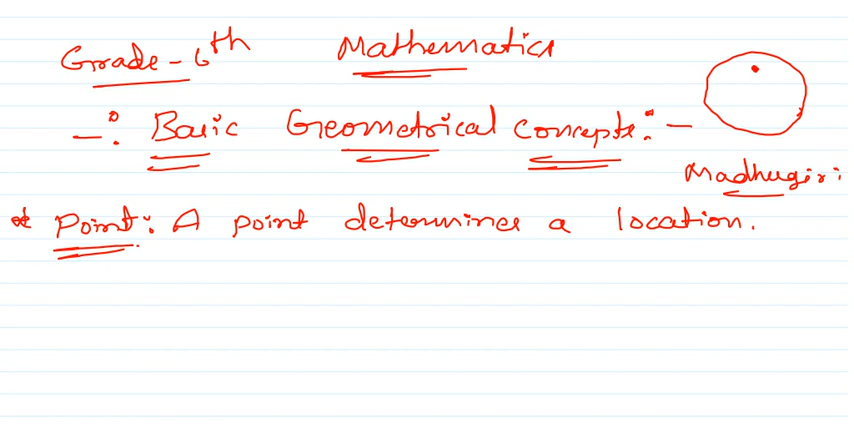 Grade - 6th Mathematics
-: Basic Geometrical concepts :-
Madhugiri
* Point : A point determines a location.